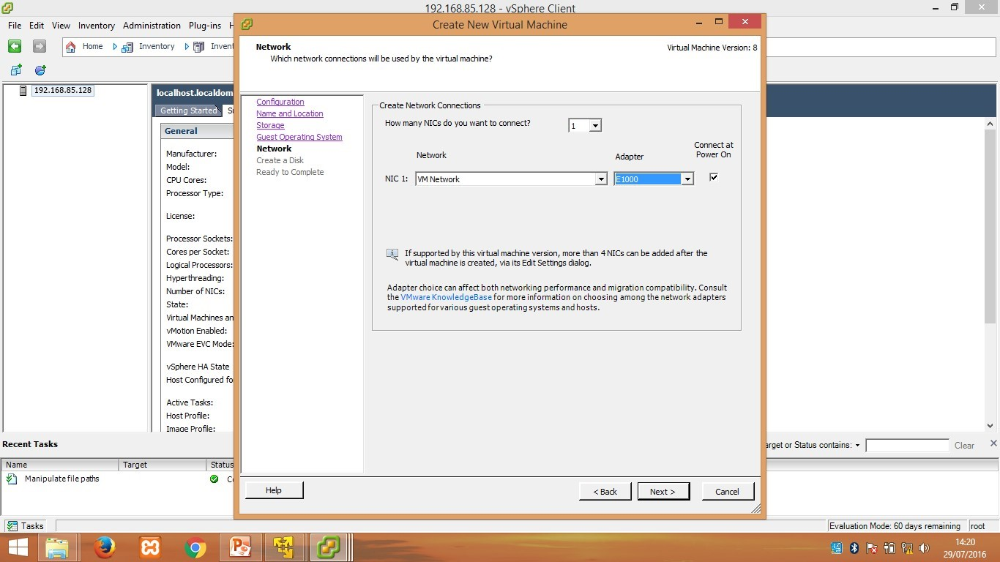 192.168.85.128 - vSphere Client
File Edit View Inventory Administration Plug-ins H
Home Inventory Invent
192.168.85.128
localhost.localdom
Getting Started
General
Manufacturer:
Model:
CPU Cores:
Processor Type:
License:
Processor Sockets:
Cores per Socket:
Logical Processors:
Hyperthreading:
Number of NICs:
State:
Virtual Machines an
vMotion Enabled:
VMware EVC Mode:
vSphere HA State
Host Configured fo
Active Tasks:
Host Profile:
Image Profile:
Create New Virtual Machine
Network
Which network connections will be used by the virtual machine?
Virtual Machine Version: 8
Configuration
Name and Location
Storage
Guest Operating System
Network
Create a Disk
Ready to Complete
Create Network Connections
How many NICs do you want to connect? 1
Network Adapter Connect at
Power On
NIC 1: VM Network E1000
If supported by this virtual machine version, more than 4 NICs can be added after the
virtual machine is created, via its Edit Settings dialog.
Adapter choice can affect both networking performance and migration compatibility. Consult
the VMware KnowledgeBase for more information on choosing among the network adapters
supported for various guest operating systems and hosts.
Help < Back Next > Cancel
Recent Tasks
arget or Status contains: Clear
Name Target Status
Manipulate file paths
Tasks Evaluation Mode: 60 days remaining root
14:20
29/07/2016